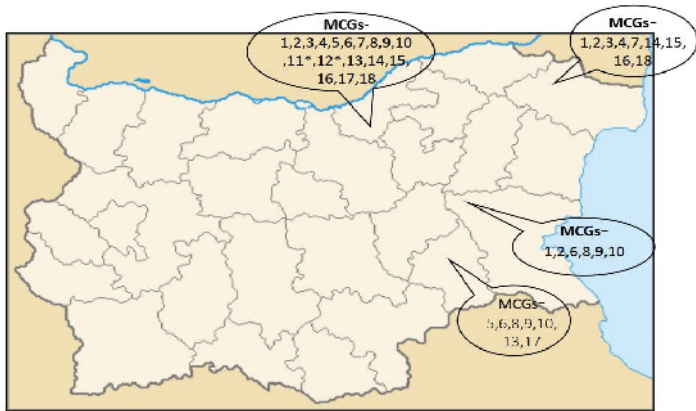 MCGs-
1,2,3,4,5,6,7,8,9,10
,11*,12*,13,14,15,
16,17,18
MCGs-
1,2,3,4,7,14,15,
16,18
MCGs-
1,2,6,8,9,10
MCGs-
5,6,8,9,10,
13,17